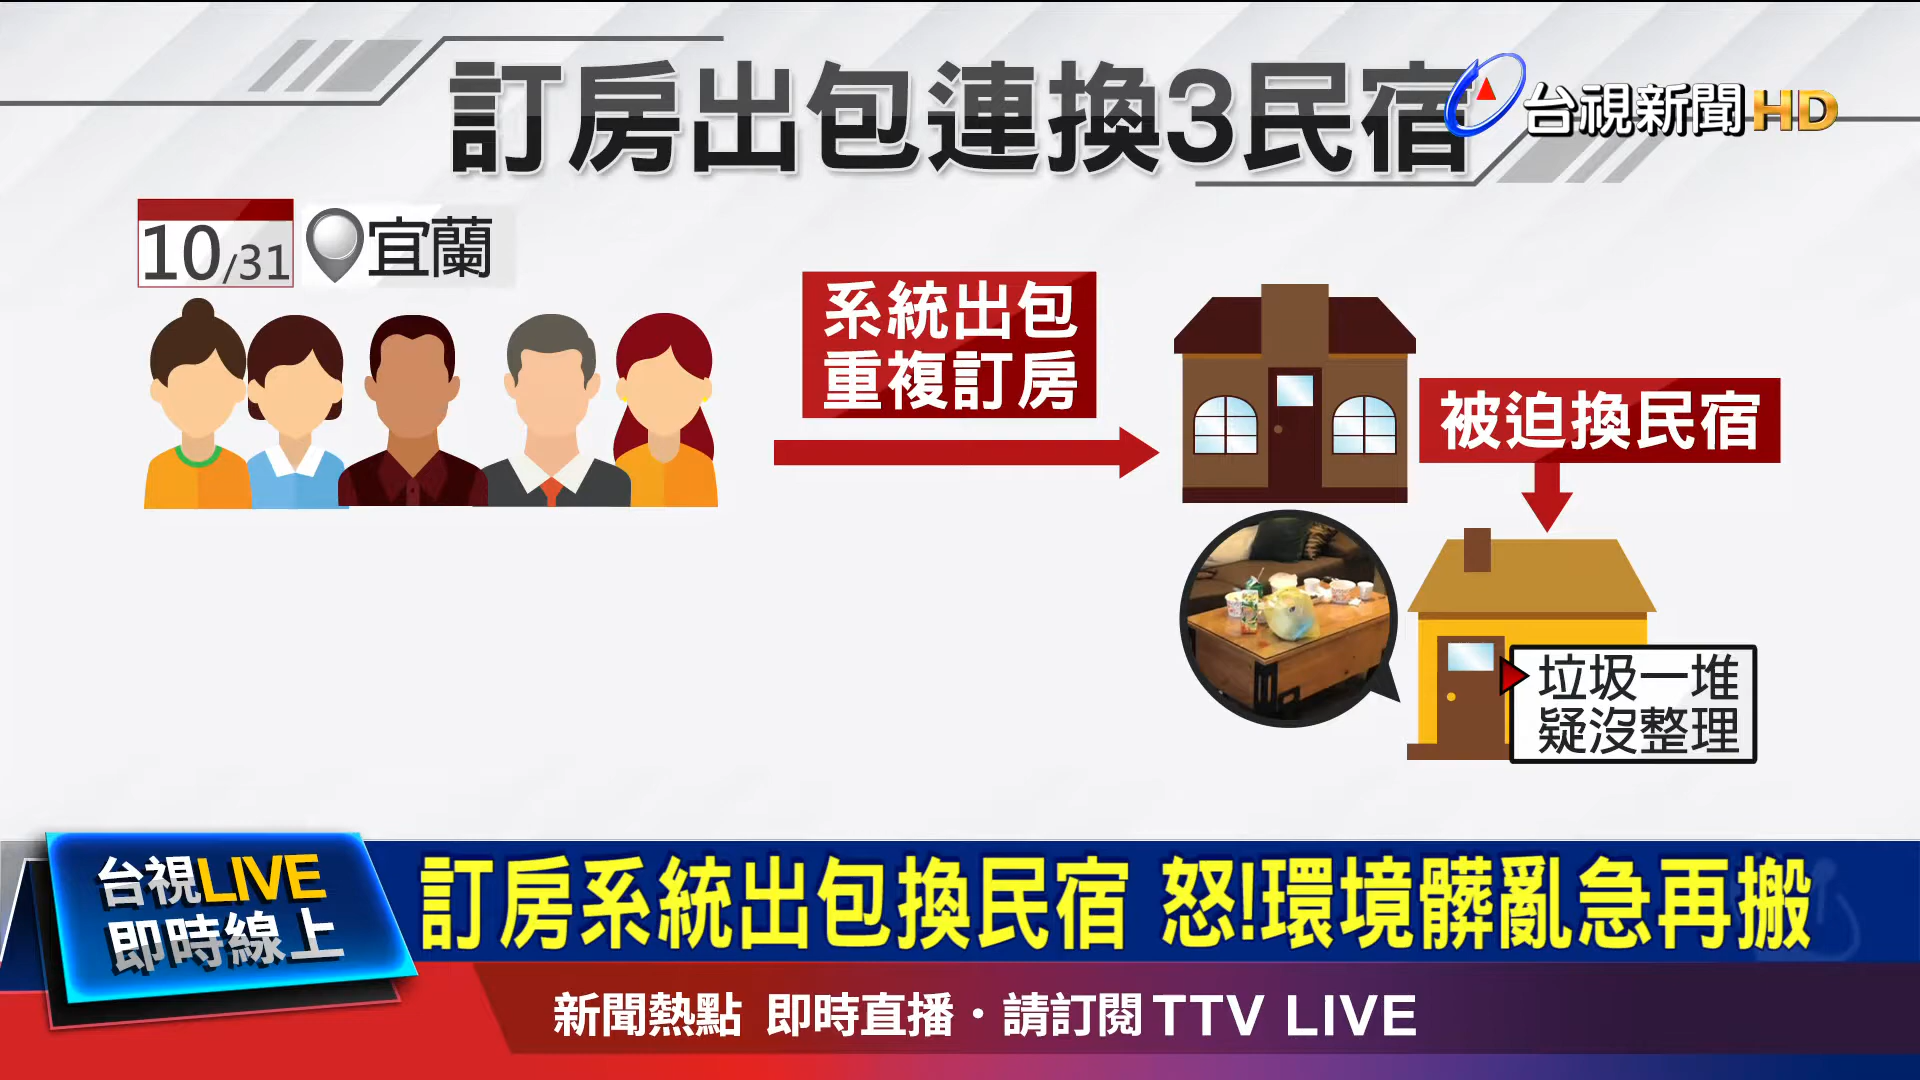 訂房出包連換3民宿
台視新聞HD
10/31
宜蘭
系統出包
重複訂房
被迫換民宿
垃圾一堆
疑沒整理
台視LIVE
即時線上
訂房系統出包換民宿 怒!環境髒亂急再搬
新聞熱點 即時直播・請訂閱TTV LIVE